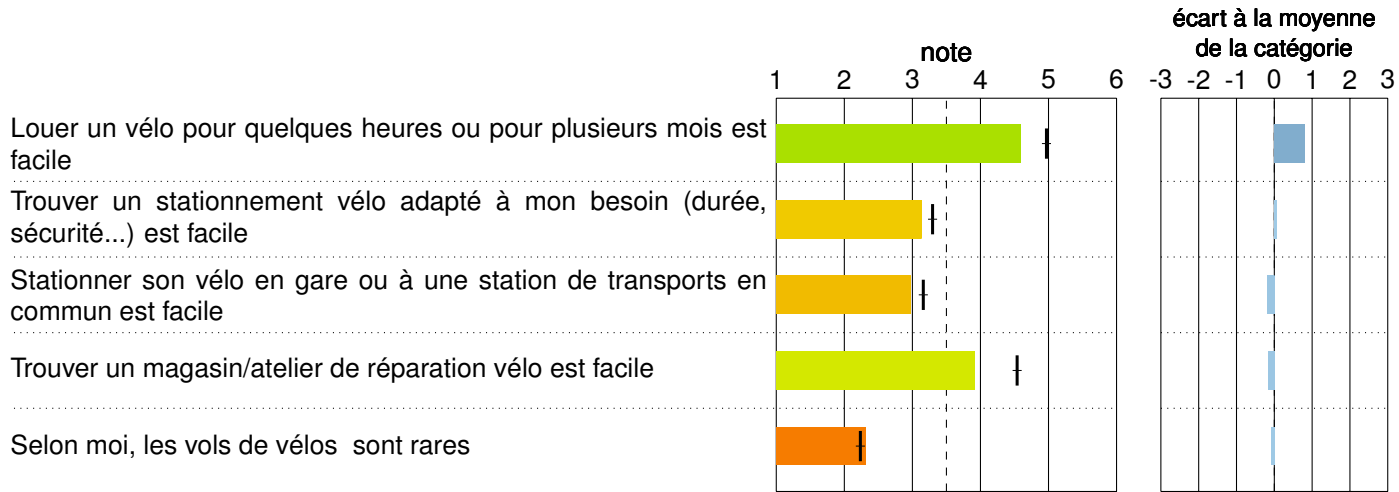 écart à la moyenne
de la catégorie
note
1 2 3 4 5 6
-3 -2 -1 0 1 2 3
Louer un vélo pour quelques heures ou pour plusieurs mois est
facile
Trouver un stationnement vélo adapté à mon besoin (durée,
sécurité...) est facile
Stationner son vélo en gare ou à une station de transports en
commun est facile
Trouver un magasin/atelier de réparation vélo est facile
Selon moi, les vols de vélos sont rares